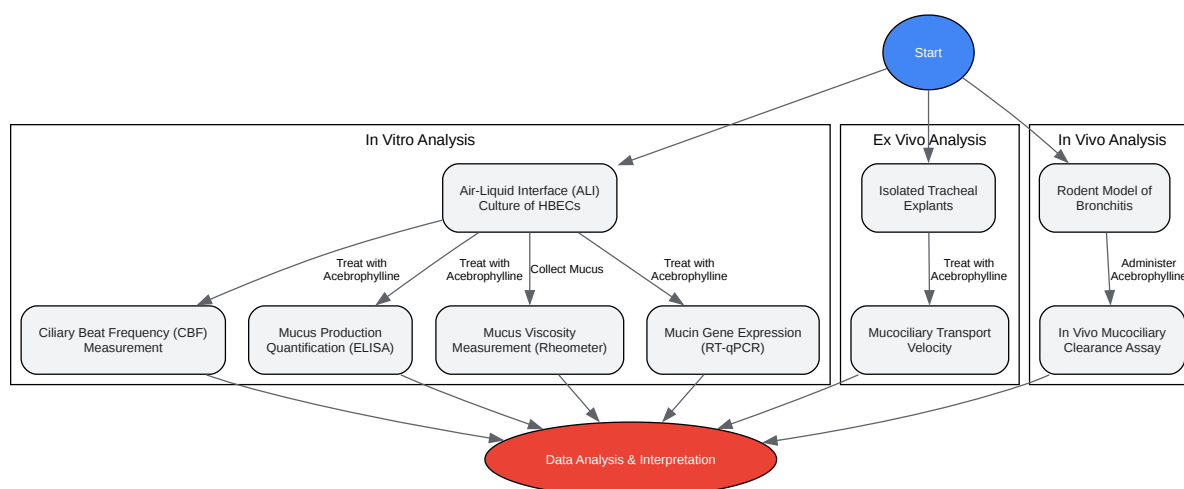 Start
In Vitro Analysis
Ex Vivo Analysis
In Vivo Analysis
Air-Liquid Interface (ALI)
Culture of HBECs
Isolated Tracheal
Explants
Rodent Model of
Bronchitis
Treat with
Acebrophylline
Treat with
Acebrophylline
Collect Mucus
Treat with
Acebrophylline
Treat with
Acebrophylline
Administer
Acebrophylline
Ciliary Beat Frequency (CBF)
Measurement
Mucus Production
Quantification (ELISA)
Mucus Viscosity
Measurement (Rheometer)
Mucin Gene Expression
(RT-qPCR)
Mucociliary Transport
Velocity
In Vivo Mucociliary
Clearance Assay
Data Analysis & Interpretation